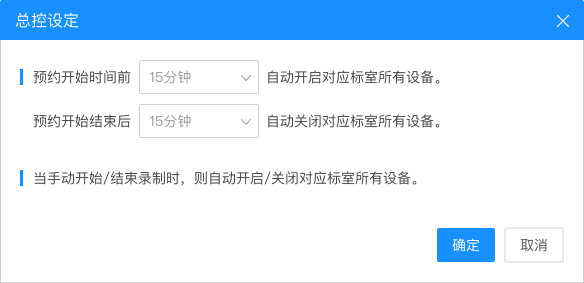 总控设定
预约开始时间前 15分钟 自动开启对应标室所有设备。
预约开始结束后 15分钟 自动关闭对应标室所有设备。
当手动开始/结束录制时，则自动开启/关闭对应标室所有设备。
确定 取消